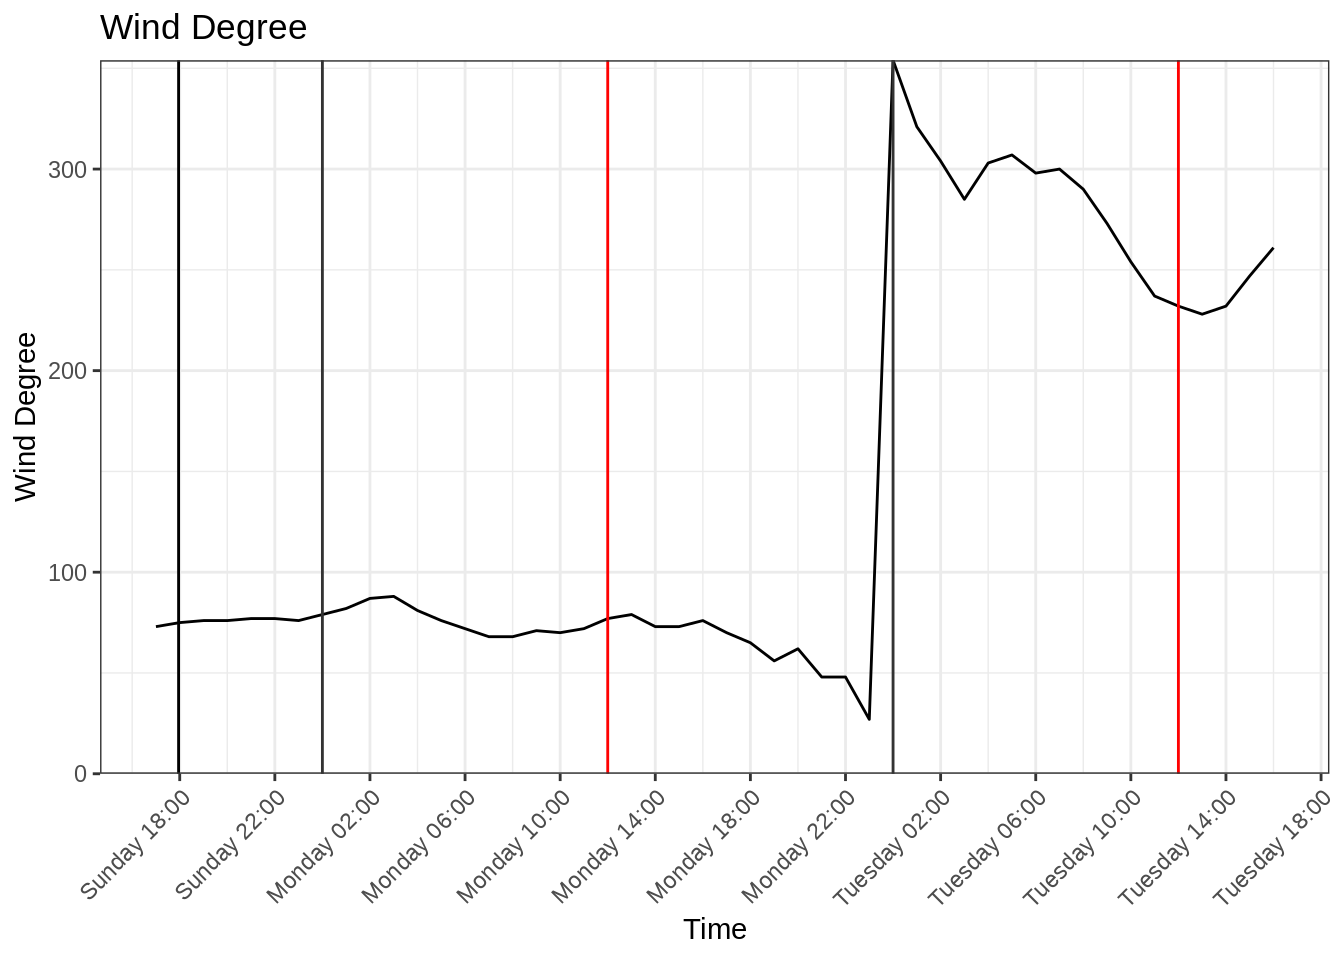 Wind Degree
Wind Degree
300
200
100
0
Sunday 18:00
Sunday 22:00
Monday 02:00
Monday 06:00
Monday 10:00
Monday 14:00
Monday 18:00
Monday 22:00
Tuesday 02:00
Tuesday 06:00
Tuesday 10:00
Tuesday 14:00
Tuesday 18:00
Time